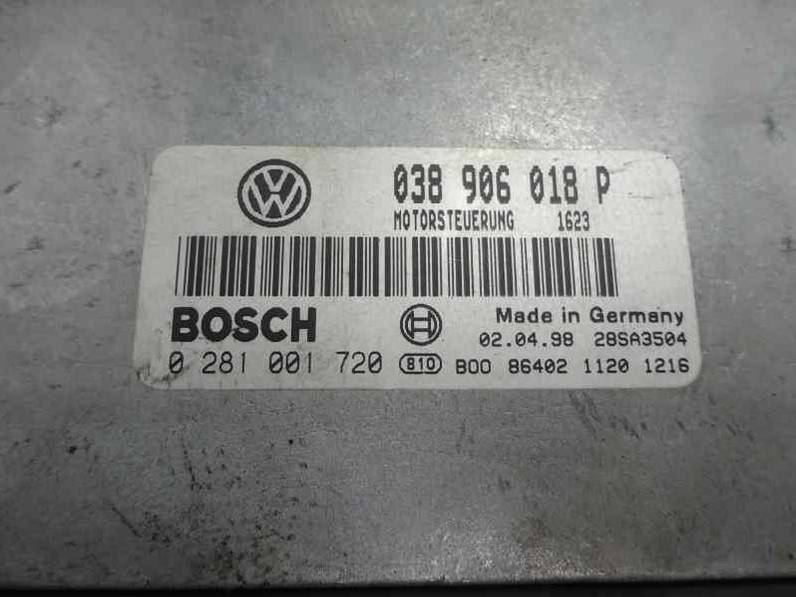 038 906 018 P
MOTORSTEUERUNG 1623
BOSCH
Made in Germany
02.04.98 28SA3504
0 281 001 720 810 B00 86402 1120 1216